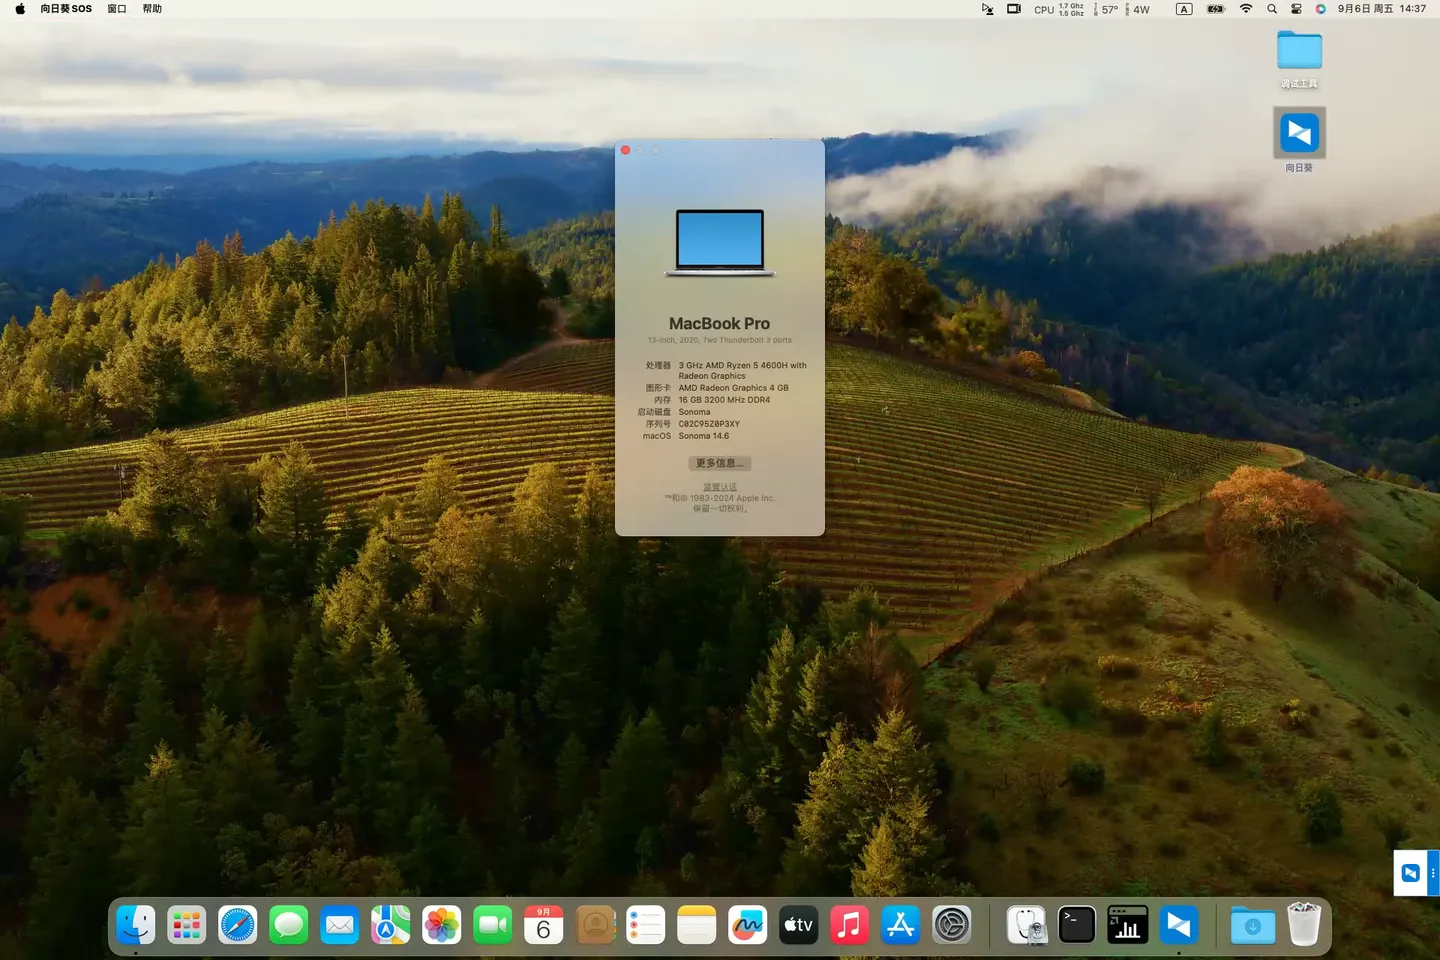 向日葵SOS 窗口 帮助 CPU 1.7 Ghz 1.5 Ghz 57° 4W A 9月6日 周五 14:37
调试工具
向日葵
MacBook Pro
13-inch, 2020, Two Thunderbolt 3 ports
处理器 3 GHz AMD Ryzen 5 4600H with
Radeon Graphics
图形卡 AMD Radeon Graphics 4 GB
内存 16 GB 3200 MHz DDR4
启动磁盘 Sonoma
序列号 C02C95Z0P3XY
macOS Sonoma 14.6
更多信息...
监管认证
™和© 1983-2024 Apple Inc.
保留一切权利。
9月
6
tv